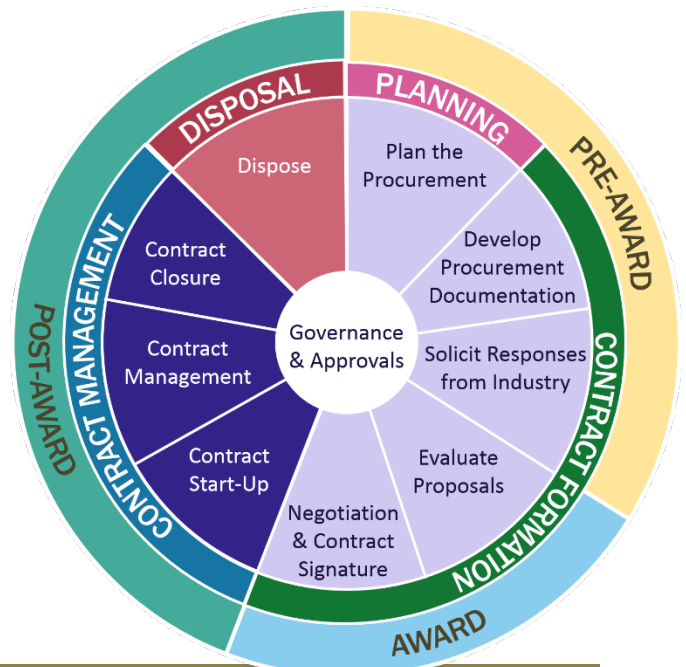 DISPOSAL
PLANNING
PRE-AWARD
CONTRACT FORMATION
AWARD
CONTRACT MANAGEMENT
POST-AWARD
Dispose
Plan the
Procurement
Develop
Procurement
Documentation
Solicit Responses
from Industry
Evaluate
Proposals
Negotiation
& Contract
Signature
Contract
Start-Up
Contract
Management
Contract
Closure
Governance
& Approvals